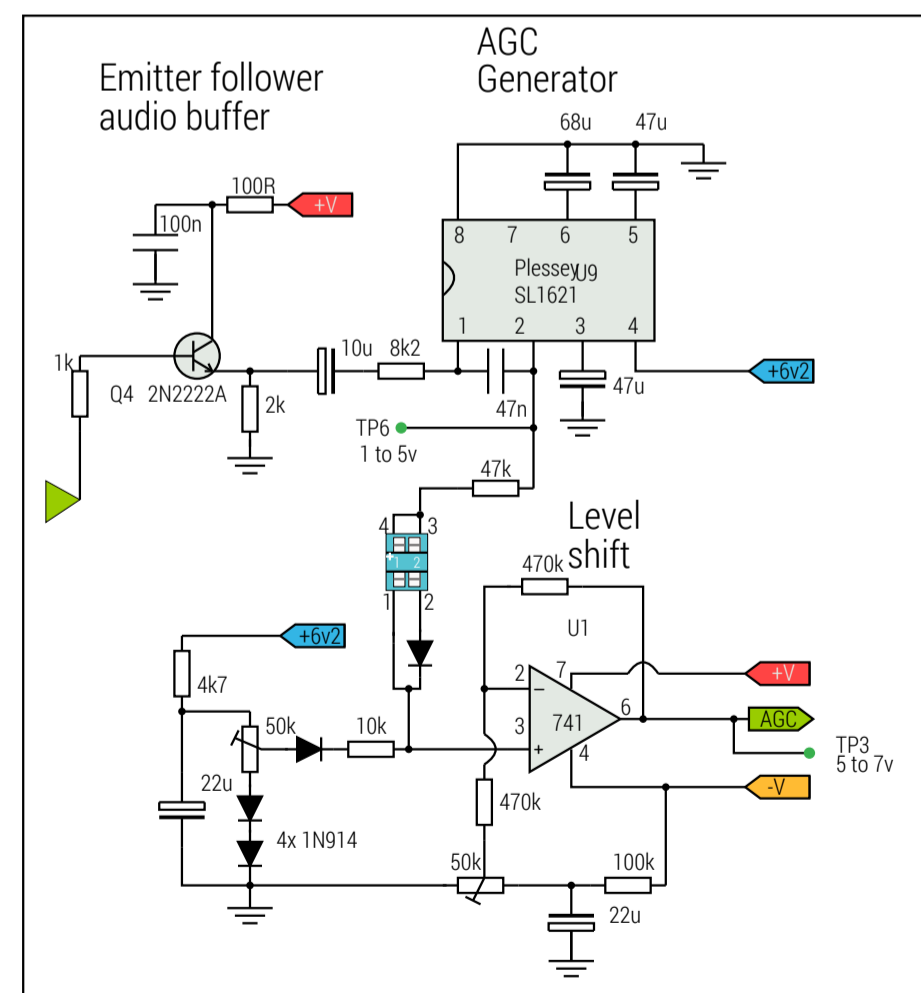 Emitter follower
audio buffer
AGC
Generator
68u
47u
100R
+V
100n
8
7
6
5
Plessey
U9
SL1621
1
2
3
4
1k
Q4
2N2222A
10u
8k2
47n
47u
+6v2
2k
TP6
1 to 5v
47k
4
3
1
2
1
2
Level
shift
470k
U1
+6v2
4k7
50k
10k
22u
4x 1N914
2
7
3
741
6
4
+V
AGC
TP3
5 to 7v
-V
470k
50k
100k
22u